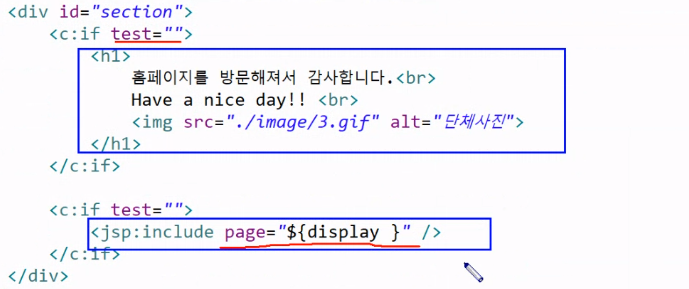 <div id="section">
<c:if test="">
<h1>
홈페이지를 방문해져서 감사합니다.<br>
Have a nice day!! <br>
<img src="./image/3.gif" alt="단체사진">
</h1>
</c:if>
<c:if test="">
<jsp:include page="${display }" />
</c:if>
</div>